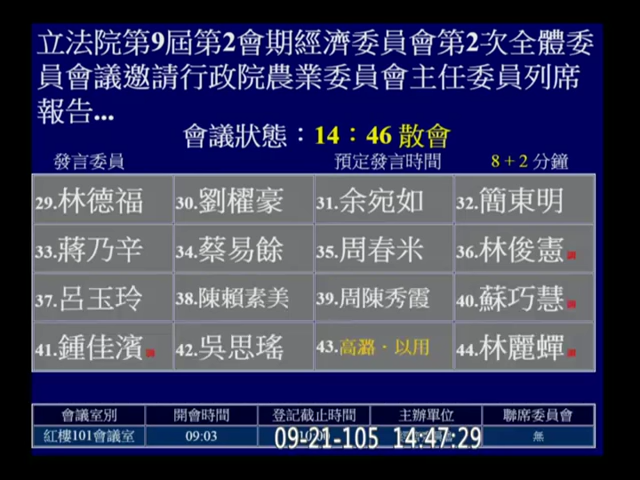 立法院第9屆第2會期經濟委員會第2次全體委
員會議邀請行政院農業委員會主任委員列席
報告...
會議狀態：14：46散會
發言委員 預定發言時間 8+2分鐘
29.林德福 30.劉櫂豪 31.余宛如 32.簡東明
33.蔣乃辛 34.蔡易餘 35.周春米 36.林俊憲
37.呂玉玲 38.陳賴素美 39.周陳秀霞 40.蘇巧慧
41.鍾佳濱 42.吳思瑤 43.高潞．以用 44.林麗蟬
會議室別 開會時間 登記截止時間 主辦單位 聯席委員會
紅樓101會議室 09:03 無
09-21-105 14:47:29